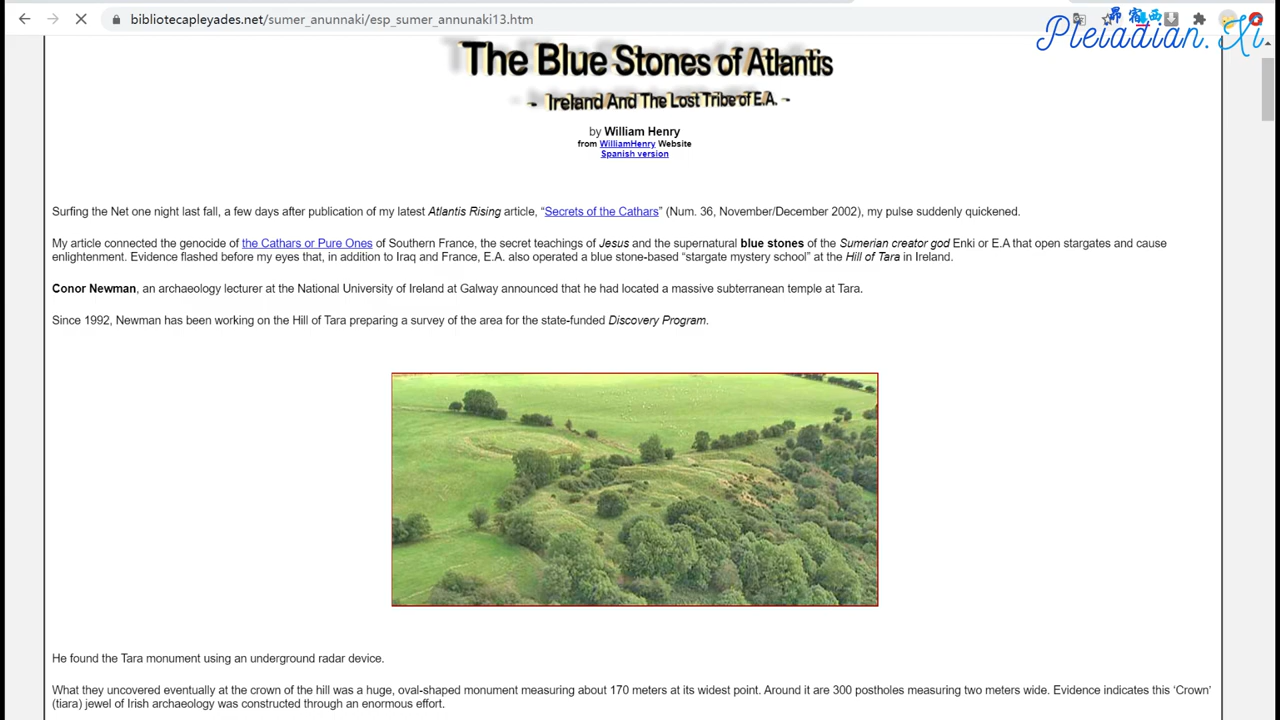 bibliotecapleyades.net/sumer_anunnaki/esp_sumer_annunaki13.htm
昴宿西
Pleiadian. Xi
The Blue Stones of Atlantis
- Ireland And The Lost Tribe of E.A. -
by William Henry
from WilliamHenry Website
Spanish version
Surfing the Net one night last fall, a few days after publication of my latest Atlantis Rising article, “Secrets of the Cathars” (Num. 36, November/December 2002), my pulse suddenly quickened.
My article connected the genocide of the Cathars or Pure Ones of Southern France, the secret teachings of Jesus and the supernatural blue stones of the Sumerian creator god Enki or E.A that open stargates and cause
enlightenment. Evidence flashed before my eyes that, in addition to Iraq and France, E.A. also operated a blue stone-based “stargate mystery school” at the Hill of Tara in Ireland.
Conor Newman, an archaeology lecturer at the National University of Ireland at Galway announced that he had located a massive subterranean temple at Tara.
Since 1992, Newman has been working on the Hill of Tara preparing a survey of the area for the state-funded Discovery Program.
He found the Tara monument using an underground radar device.
What they uncovered eventually at the crown of the hill was a huge, oval-shaped monument measuring about 170 meters at its widest point. Around it are 300 postholes measuring two meters wide. Evidence indicates this ‘Crown’
(tiara) jewel of Irish archaeology was constructed through an enormous effort.